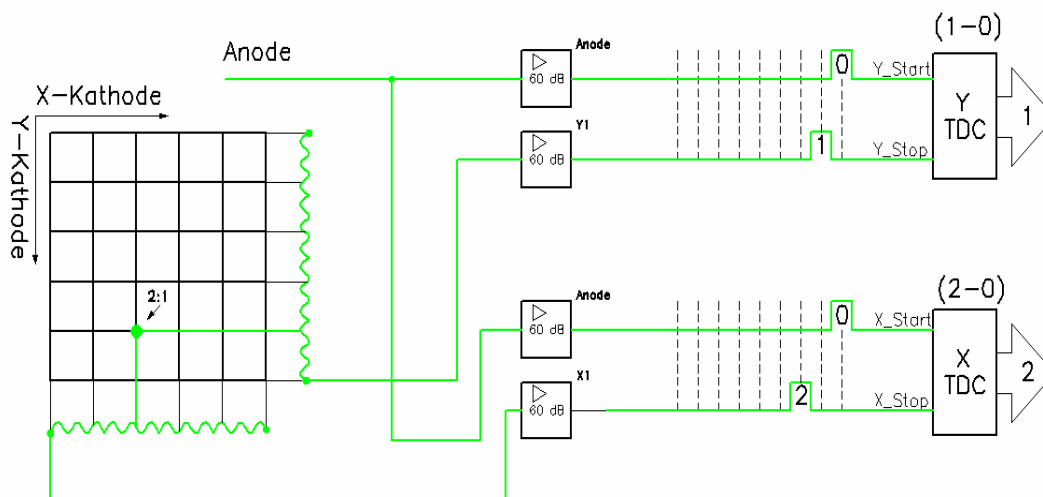 Anode
X-Kathode
Y-Kathode
2:1
Anode
60 dB
0
Y_Start
(1-0)
Y
TDC
1
Y1
60 dB
1
Y_Stop
Anode
60 dB
0
X_Start
(2-0)
X
TDC
2
X1
60 dB
2
X_Stop